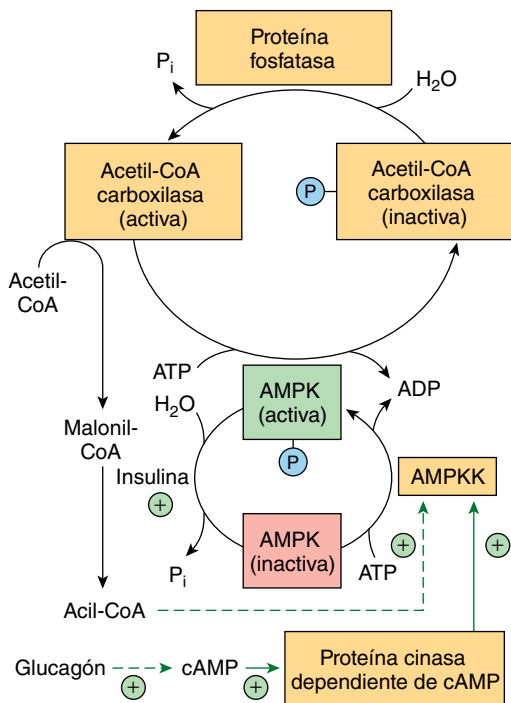 Proteína
fosfatasa
Pi
H2O
Acetil-CoA
carboxilasa
(activa)
P
Acetil-CoA
carboxilasa
(inactiva)
Acetil-
CoA
ATP
AMPK
(activa)
ADP
H2O
P
Malonil-
CoA
Insulina
+
AMPKK
AMPK
(inactiva)
+
+
Pi
ATP
Acil-CoA
Glucagón
+
cAMP
+
Proteína cinasa
dependiente de cAMP